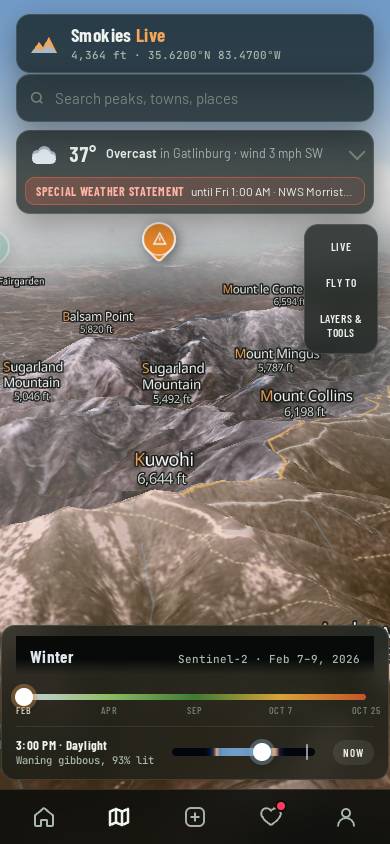 Smokies Live
4,364 ft · 35.6200°N 83.4700°W
Search peaks, towns, places
37° Overcast in Gatlinburg · wind 3 mph SW
SPECIAL WEATHER STATEMENT until Fri 1:00 AM · NWS Morrist…
LIVE
FLY TO
LAYERS &
TOOLS
Fairgarden
Mount le Conte
6,594 ft
Balsam Point
5,820 ft
Mount Mingus
5,787 ft
Sugarland
Mountain
5,046 ft
Sugarland
Mountain
5,492 ft
Mount Collins
6,198 ft
Kuwohi
6,644 ft
Winter
Sentinel-2 · Feb 7–9, 2026
FEB APR SEP OCT 7 OCT 25
3:00 PM · Daylight
Waning gibbous, 93% lit
NOW